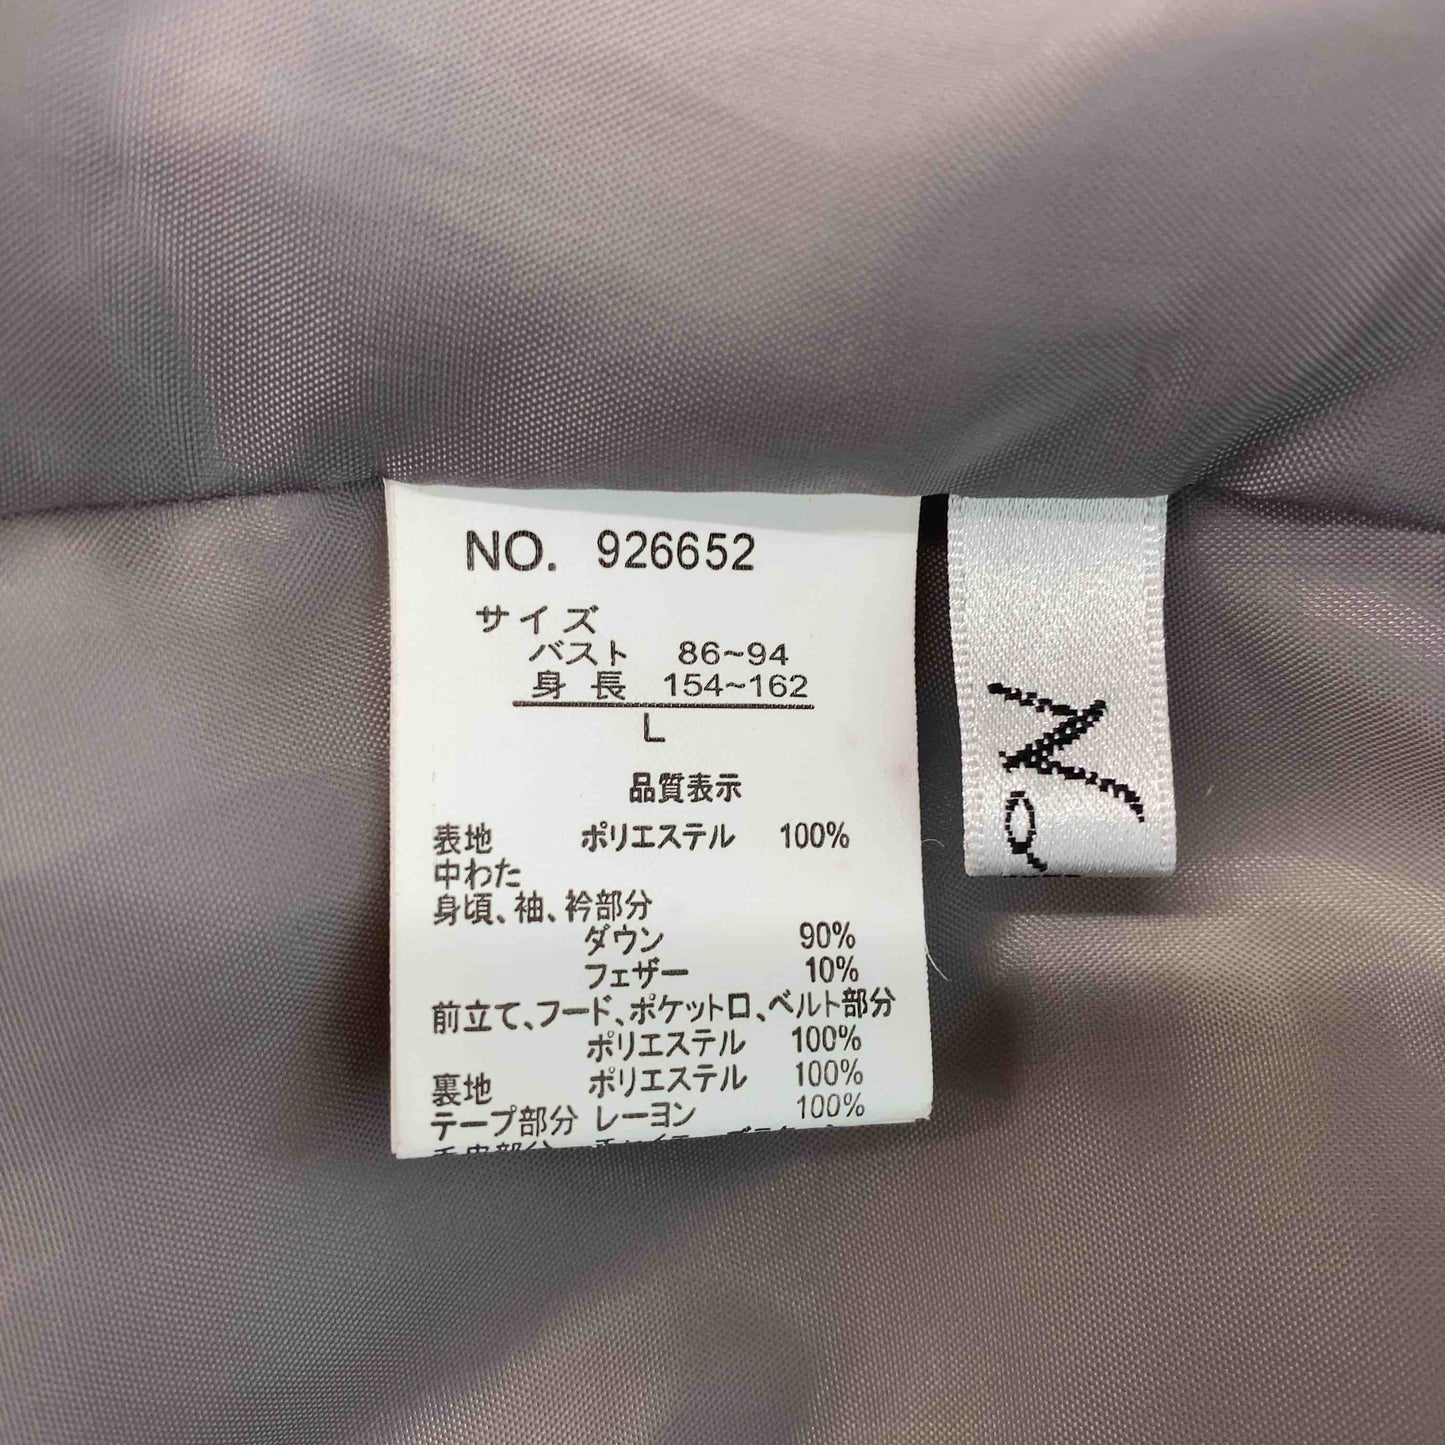 NO. 926652
サイズ
バスト 86~94
身長 154~162
L
品質表示
表地 ポリエステル 100%
中わた
身頃、袖、衿部分
ダウン 90%
フェザー 10%
前立て、フード、ポケット口、ベルト部分
ポリエステル 100%
裏地 ポリエステル 100%
テープ部分 レーヨン 100%